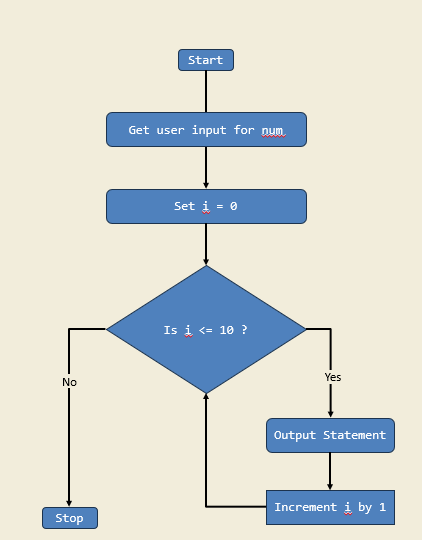 Start
Get user input for num
Set i = 0
Is i <= 10 ?
No
Yes
Output Statement
Increment i by 1
Stop